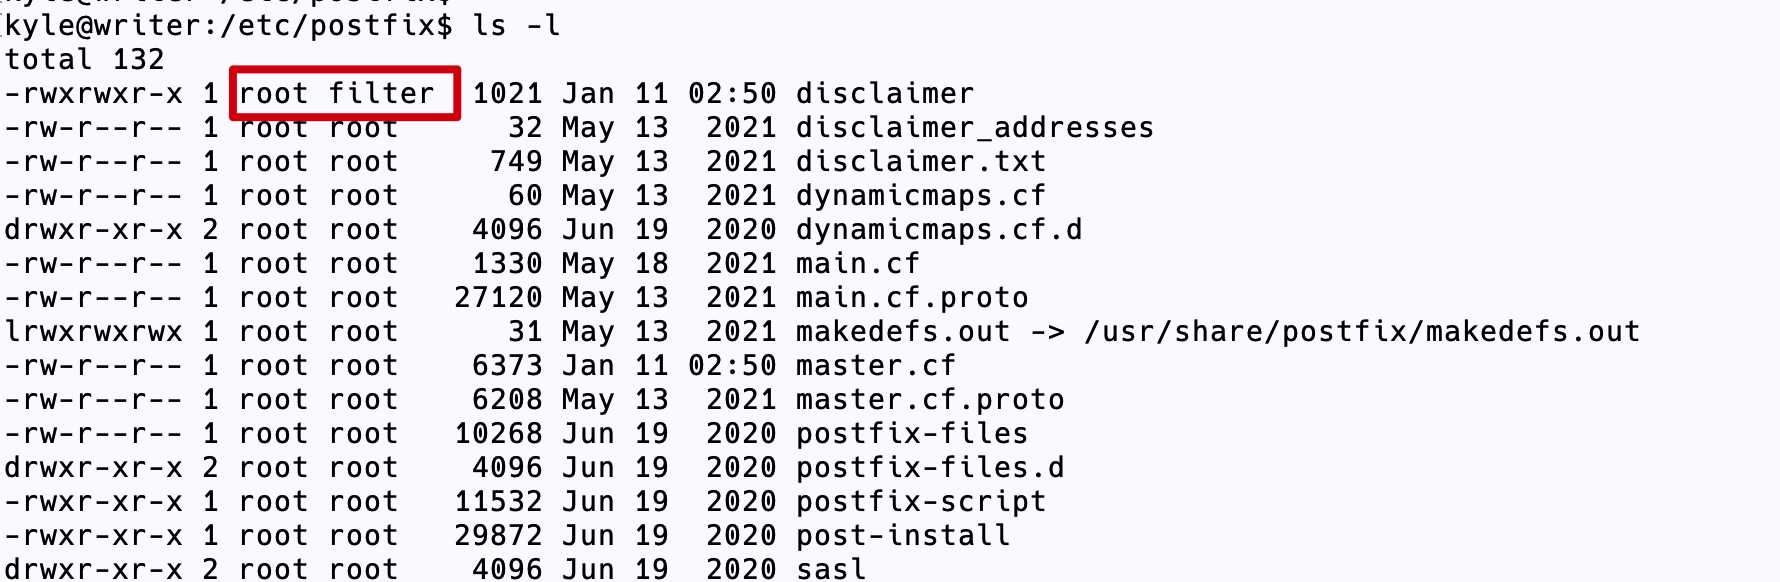 kyle@writer:/etc/postfix$
kyle@writer:/etc/postfix$ ls -l
total 132
-rwxrwxr-x 1 root filter  1021 Jan 11 02:50 disclaimer
-rw-r--r-- 1 root root      32 May 13  2021 disclaimer_addresses
-rw-r--r-- 1 root root     749 May 13  2021 disclaimer.txt
-rw-r--r-- 1 root root      60 May 13  2021 dynamicmaps.cf
drwxr-xr-x 2 root root    4096 Jun 19  2020 dynamicmaps.cf.d
-rw-r--r-- 1 root root    1330 May 18  2021 main.cf
-rw-r--r-- 1 root root   27120 May 13  2021 main.cf.proto
lrwxrwxrwx 1 root root      31 May 13  2021 makedefs.out -> /usr/share/postfix/makedefs.out
-rw-r--r-- 1 root root    6373 Jan 11 02:50 master.cf
-rw-r--r-- 1 root root    6208 May 13  2021 master.cf.proto
-rw-r--r-- 1 root root   10268 Jun 19  2020 postfix-files
drwxr-xr-x 2 root root    4096 Jun 19  2020 postfix-files.d
-rwxr-xr-x 1 root root   11532 Jun 19  2020 postfix-script
-rwxr-xr-x 1 root root   29872 Jun 19  2020 post-install
drwxr-xr-x 2 root root    4096 Jun 19  2020 sasl